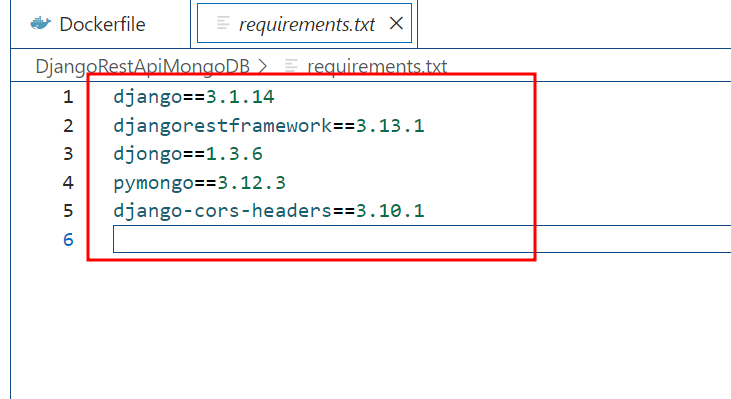 Dockerfile requirements.txt
DjangoRestApiMongoDB > requirements.txt
1 django==3.1.14
2 djangorestframework==3.13.1
3 djongo==1.3.6
4 pymongo==3.12.3
5 django-cors-headers==3.10.1
6